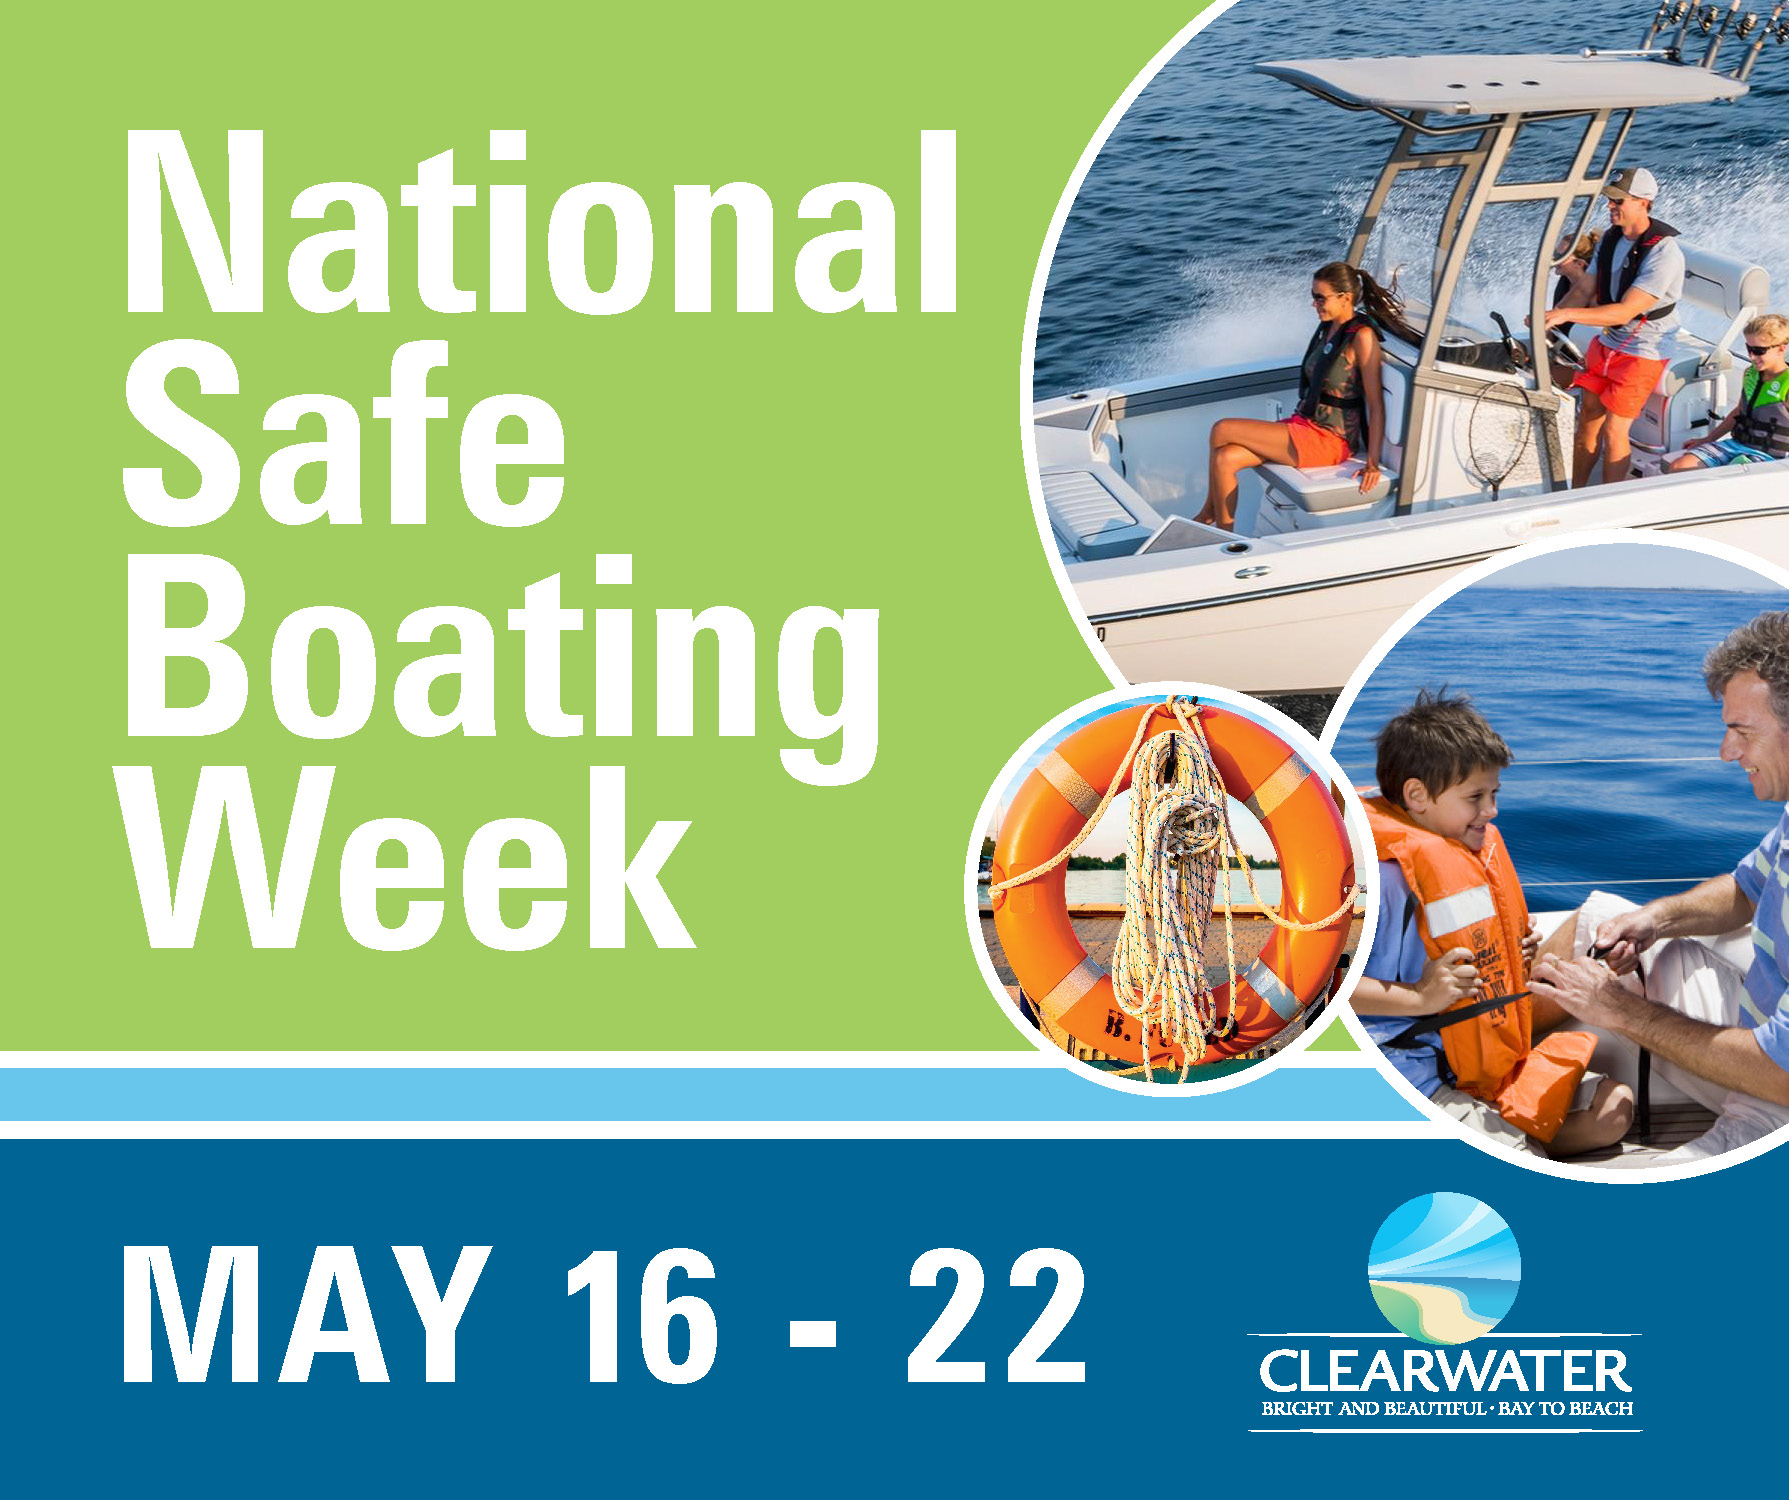 National
Safe
Boating
Week
MAY 16 - 22
CLEARWATER
BRIGHT AND BEAUTIFUL • BAY TO BEACH